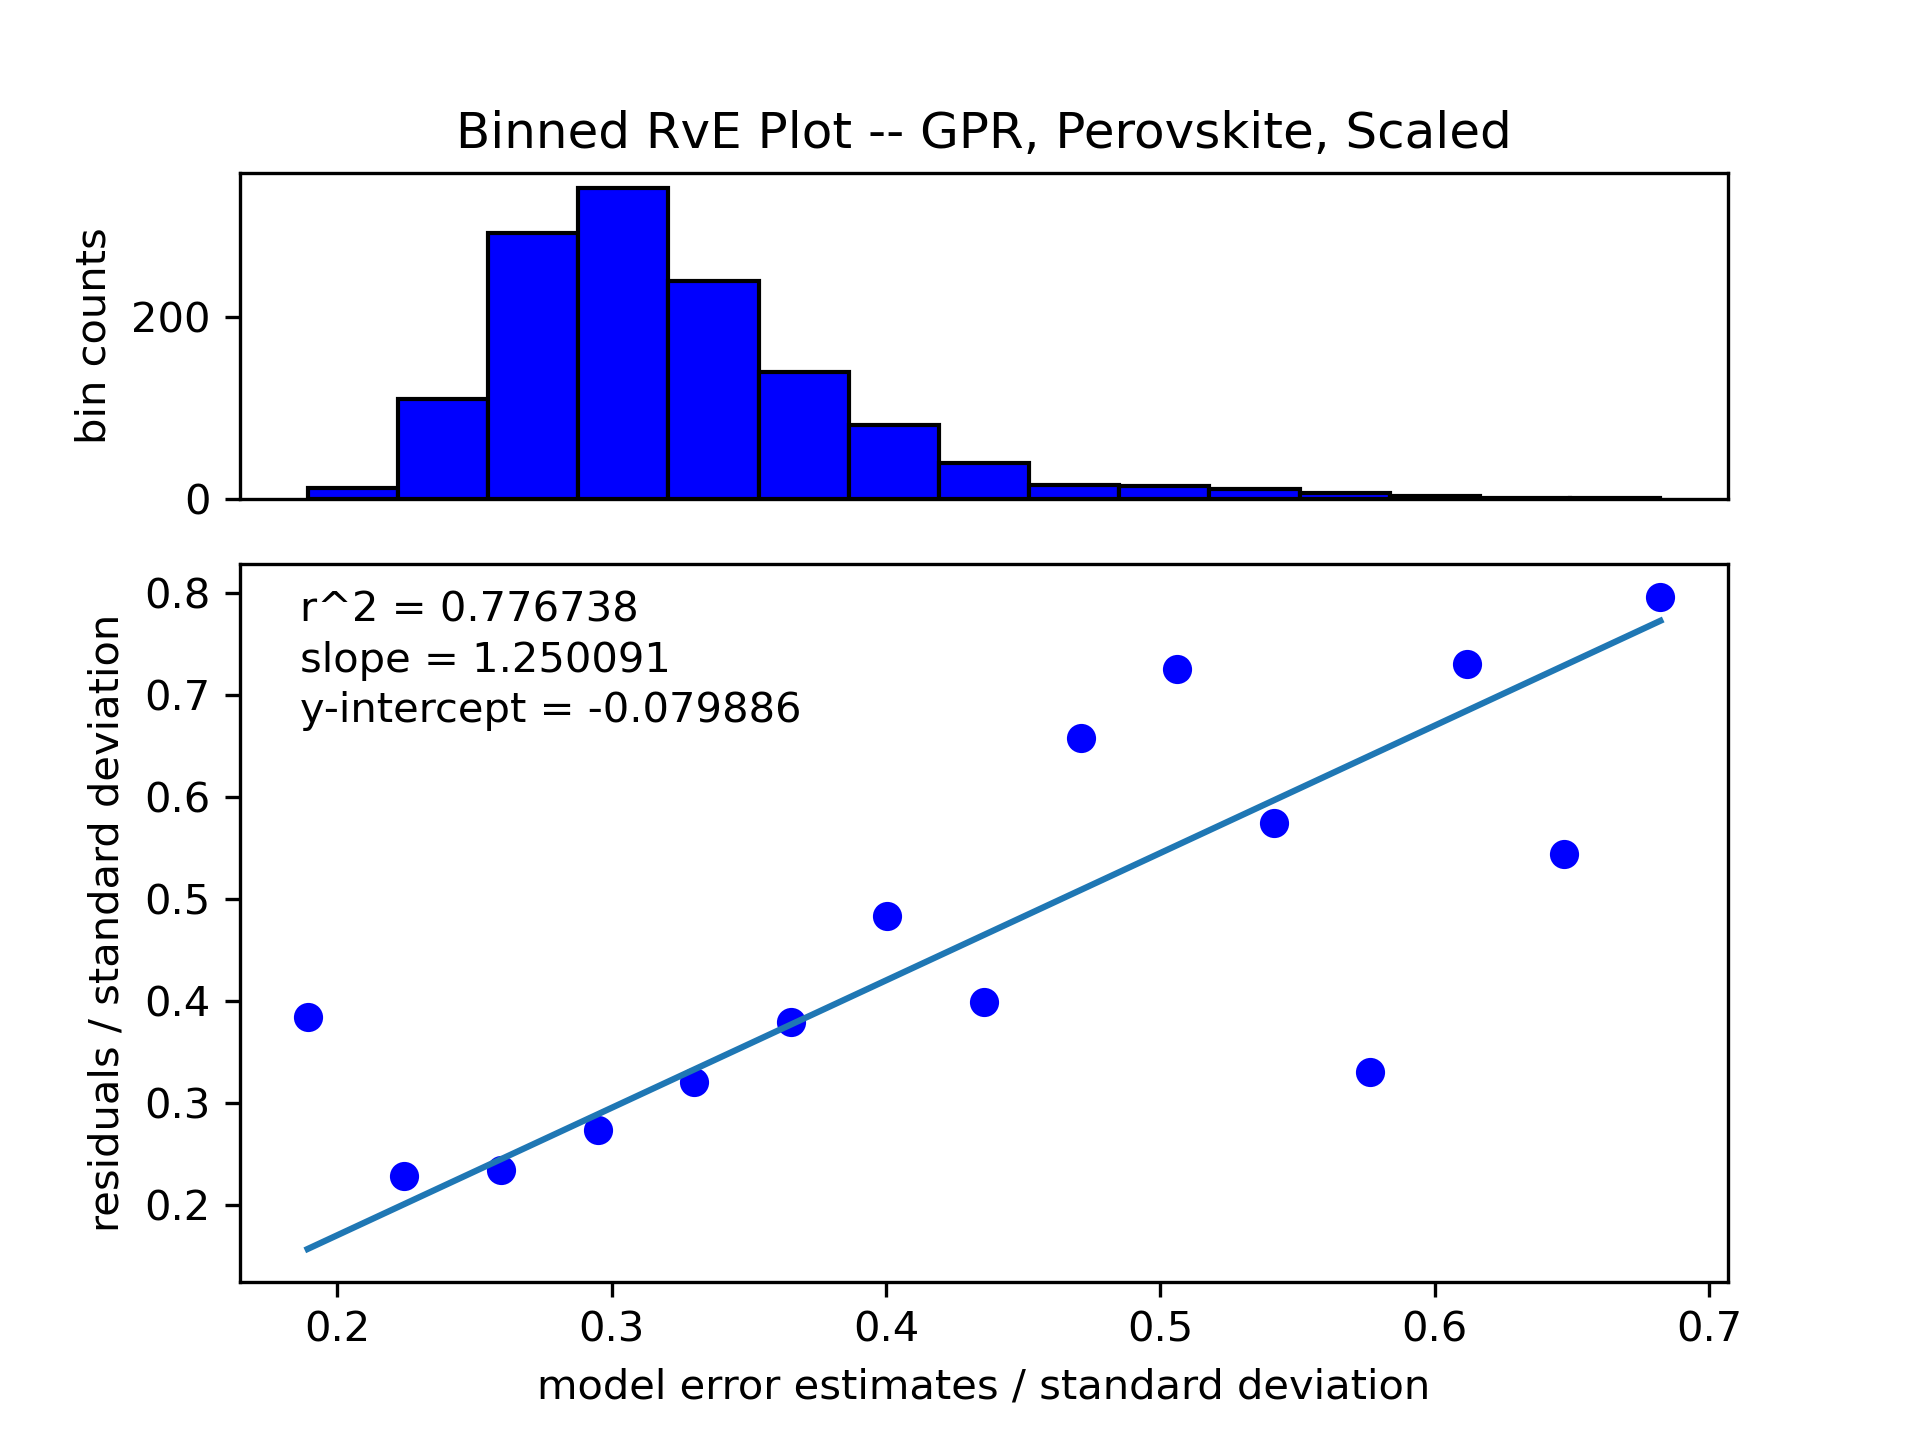 Binned RvE Plot -- GPR, Perovskite, Scaled
bin counts
200
0
r^2 = 0.776738
slope = 1.250091
y-intercept = -0.079886
residuals / standard deviation
0.8
0.7
0.6
0.5
0.4
0.3
0.2
0.2 0.3 0.4 0.5 0.6 0.7
model error estimates / standard deviation